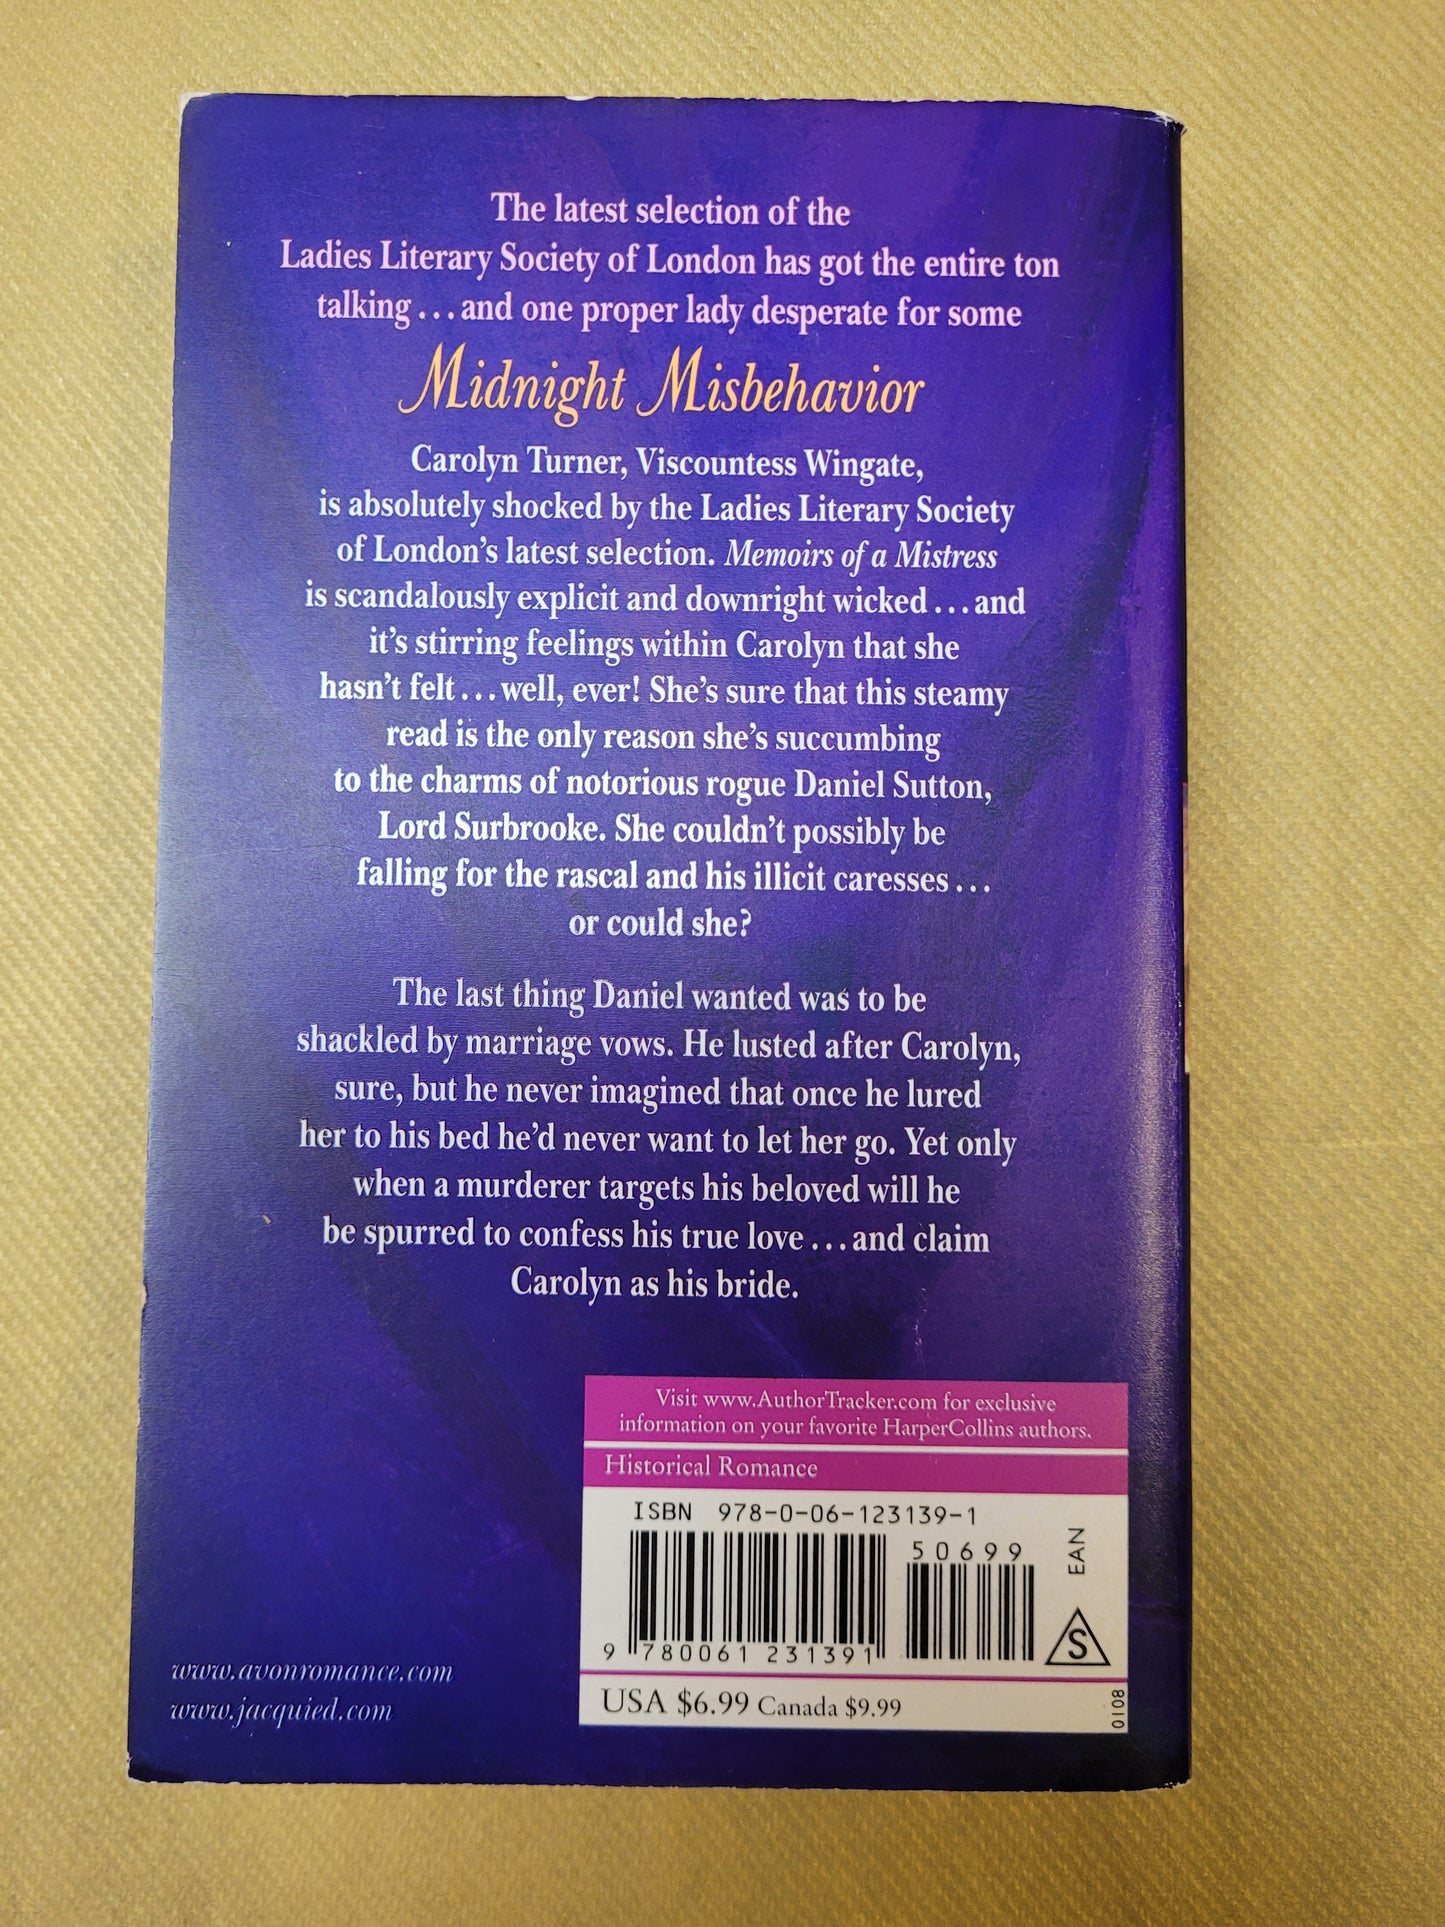 The latest selection of the
Ladies Literary Society of London has got the entire ton
talking...and one proper lady desperate for some
Midnight Misbehavior
Carolyn Turner, Viscountess Wingate,
is absolutely shocked by the Ladies Literary Society
of London's latest selection. Memoirs of a Mistress
is scandalously explicit and downright wicked...and
it's stirring feelings within Carolyn that she
hasn't felt...well, ever! She's sure that this steamy
read is the only reason she's succumbing
to the charms of notorious rogue Daniel Sutton,
Lord Surbrooke. She couldn't possibly be
falling for the rascal and his illicit caresses...
or could she?
The last thing Daniel wanted was to be
shackled by marriage vows. He lusted after Carolyn,
sure, but he never imagined that once he lured
her to his bed he'd never want to let her go. Yet only
when a murderer targets his beloved will he
be spurred to confess his true love...and claim
Carolyn as his bride.
Visit www.AuthorTracker.com for exclusive
information on your favorite HarperCollins authors.
Historical Romance
ISBN 978-0-06-123139-1
50699
EAN
9 780061 231391
S
USA $6.99 Canada $9.99
0108
www.avonromance.com
www.jacquied.com